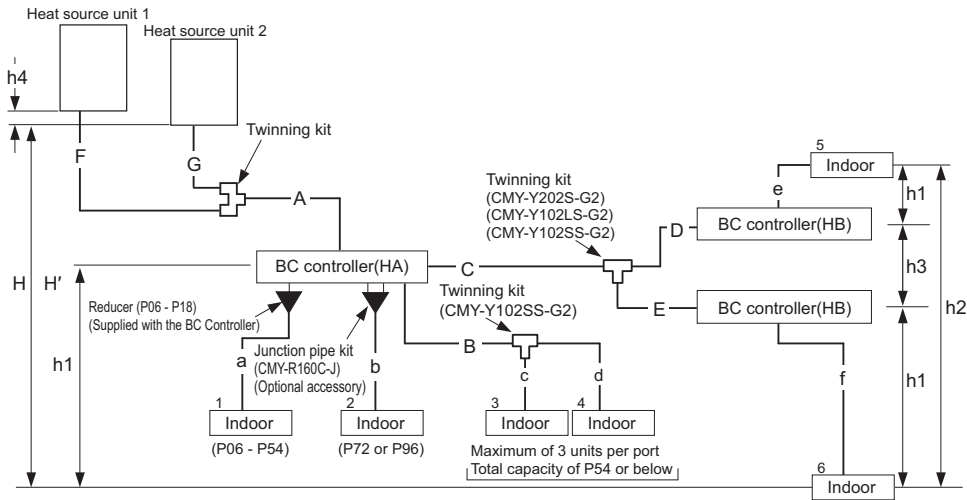 Heat source unit 1
Heat source unit 2
h4
Twinning kit
F
G
A
5
Indoor
Twinning kit
(CMY-Y202S-G2)
(CMY-Y102LS-G2)
(CMY-Y102SS-G2)
e
h1
D
BC controller(HB)
BC controller(HA)
C
h3
H
H'
h2
Reducer (P06 - P18)
(Supplied with the BC Controller)
Twinning kit
(CMY-Y102SS-G2)
E
BC controller(HB)
B
h1
a
Junction pipe kit
(CMY-R160C-J)
(Optional accessory)
b
c
d
f
h1
1
Indoor
(P06 - P54)
2
Indoor
(P72 or P96)
3
Indoor
4
Indoor
Maximum of 3 units per port
Total capacity of P54 or below
6
Indoor